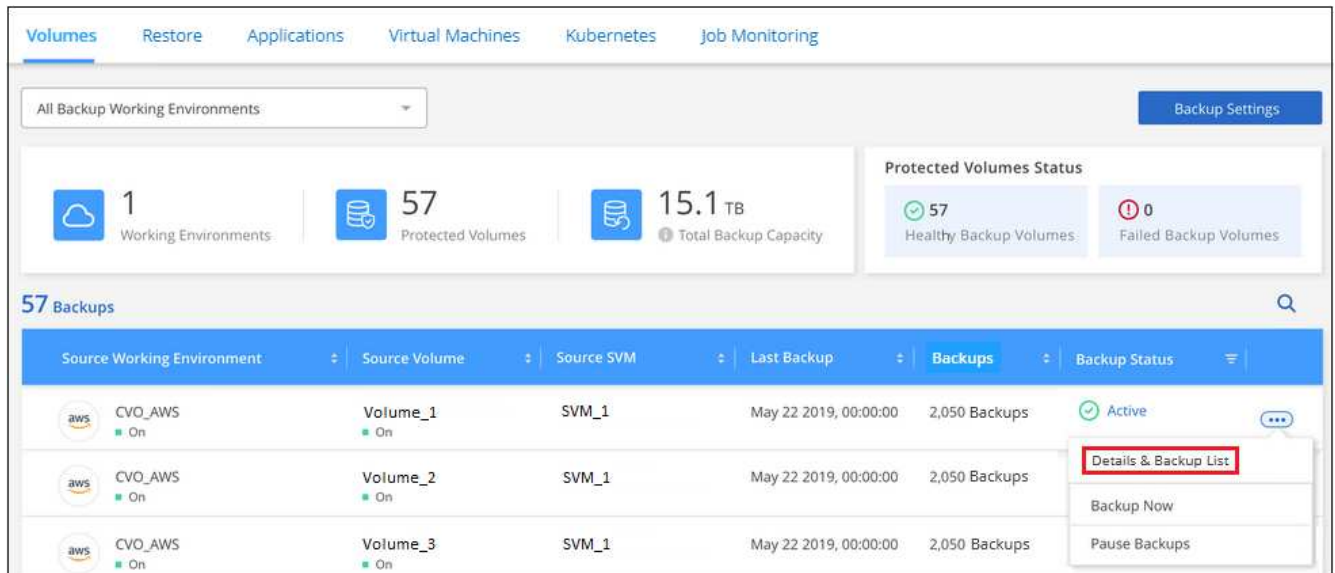 Volumes Restore Applications Virtual Machines Kubernetes Job Monitoring
All Backup Working Environments
Backup Settings
1
Working Environments
57
Protected Volumes
15.1 TB
Total Backup Capacity
Protected Volumes Status
57
Healthy Backup Volumes
0
Failed Backup Volumes
57 Backups
Source Working Environment Source Volume Source SVM Last Backup Backups Backup Status
aws CVO_AWS Volume_1 SVM_1 May 22 2019, 00:00:00 2,050 Backups Active
On On
Details & Backup List
aws CVO_AWS Volume_2 SVM_1 May 22 2019, 00:00:00 2,050 Backups
On On
Backup Now
aws CVO_AWS Volume_3 SVM_1 May 22 2019, 00:00:00 2,050 Backups
On On
Pause Backups